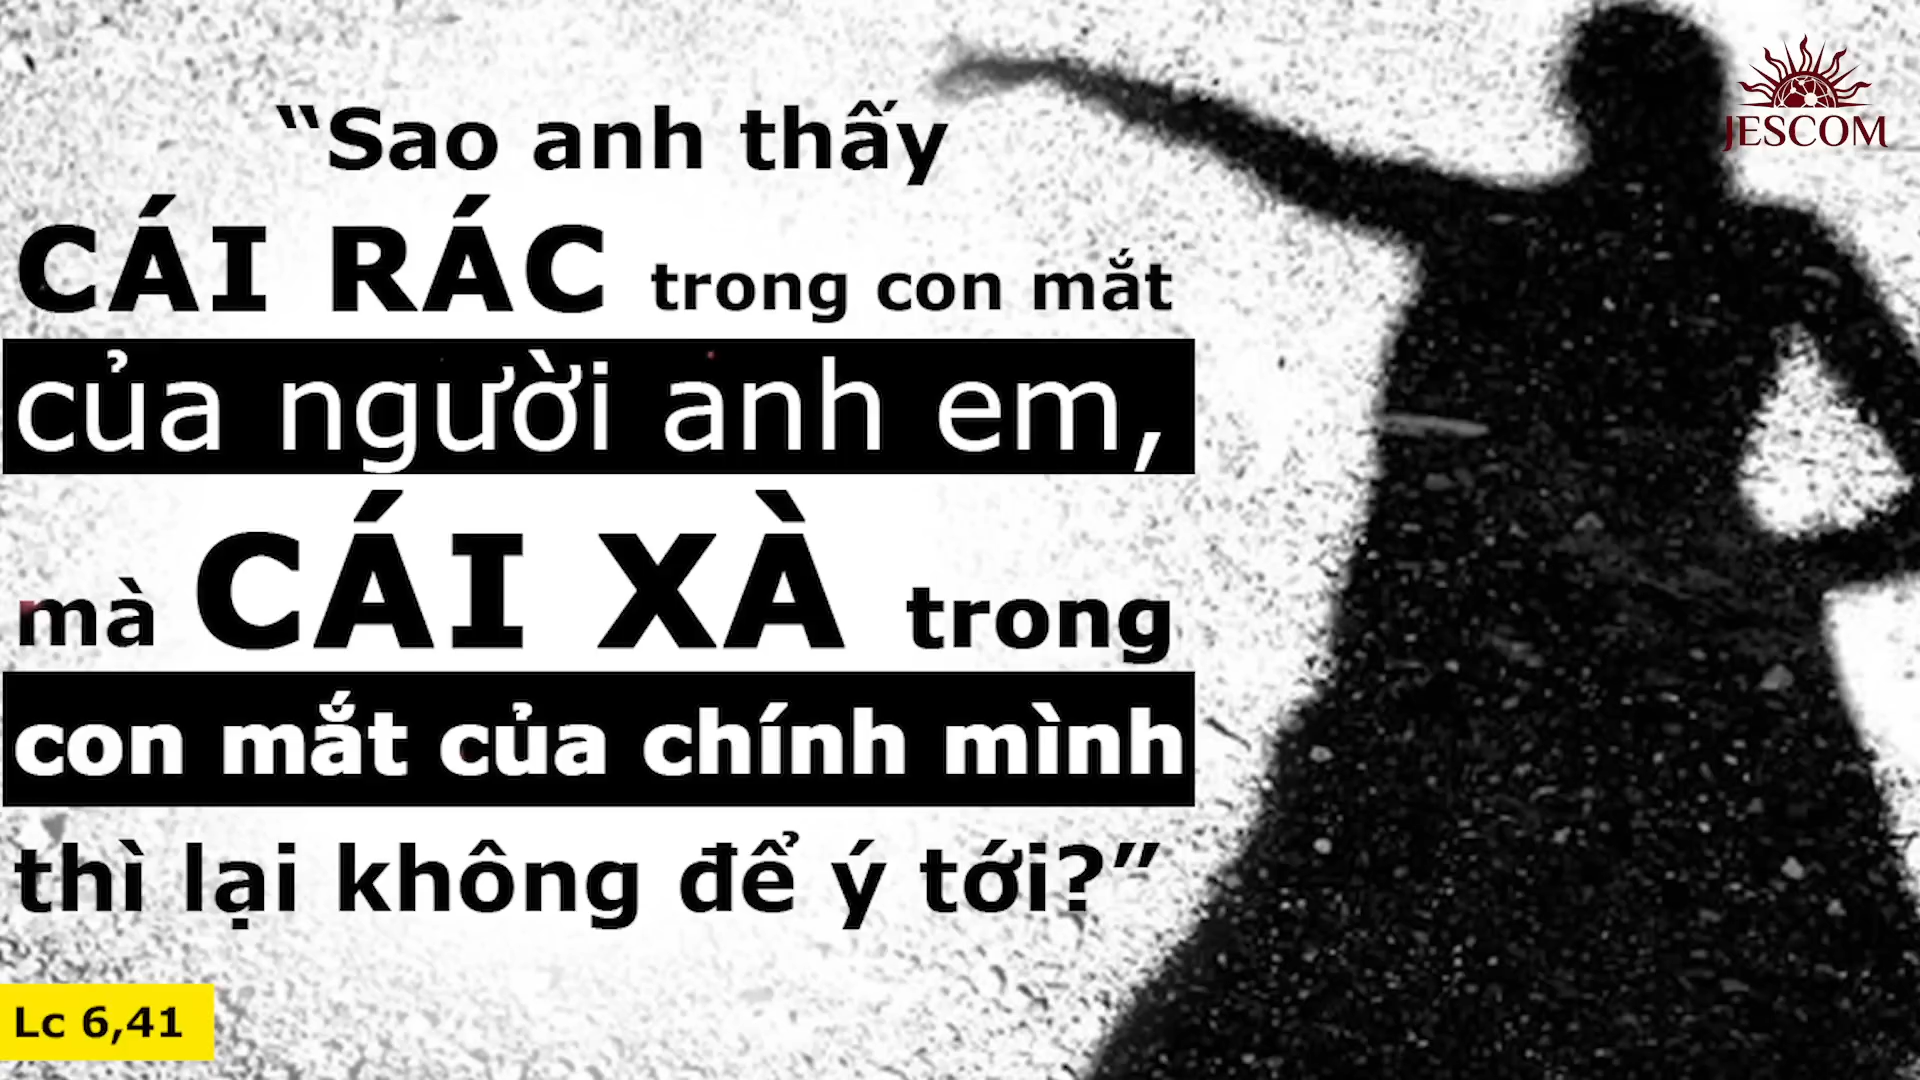 “Sao anh thấy
CÁI RÁC trong con mắt
của người anh em,
mà CÁI XÀ trong
con mắt của chính mình
thì lại không để ý tới?”
Lc 6,41
JESCOM